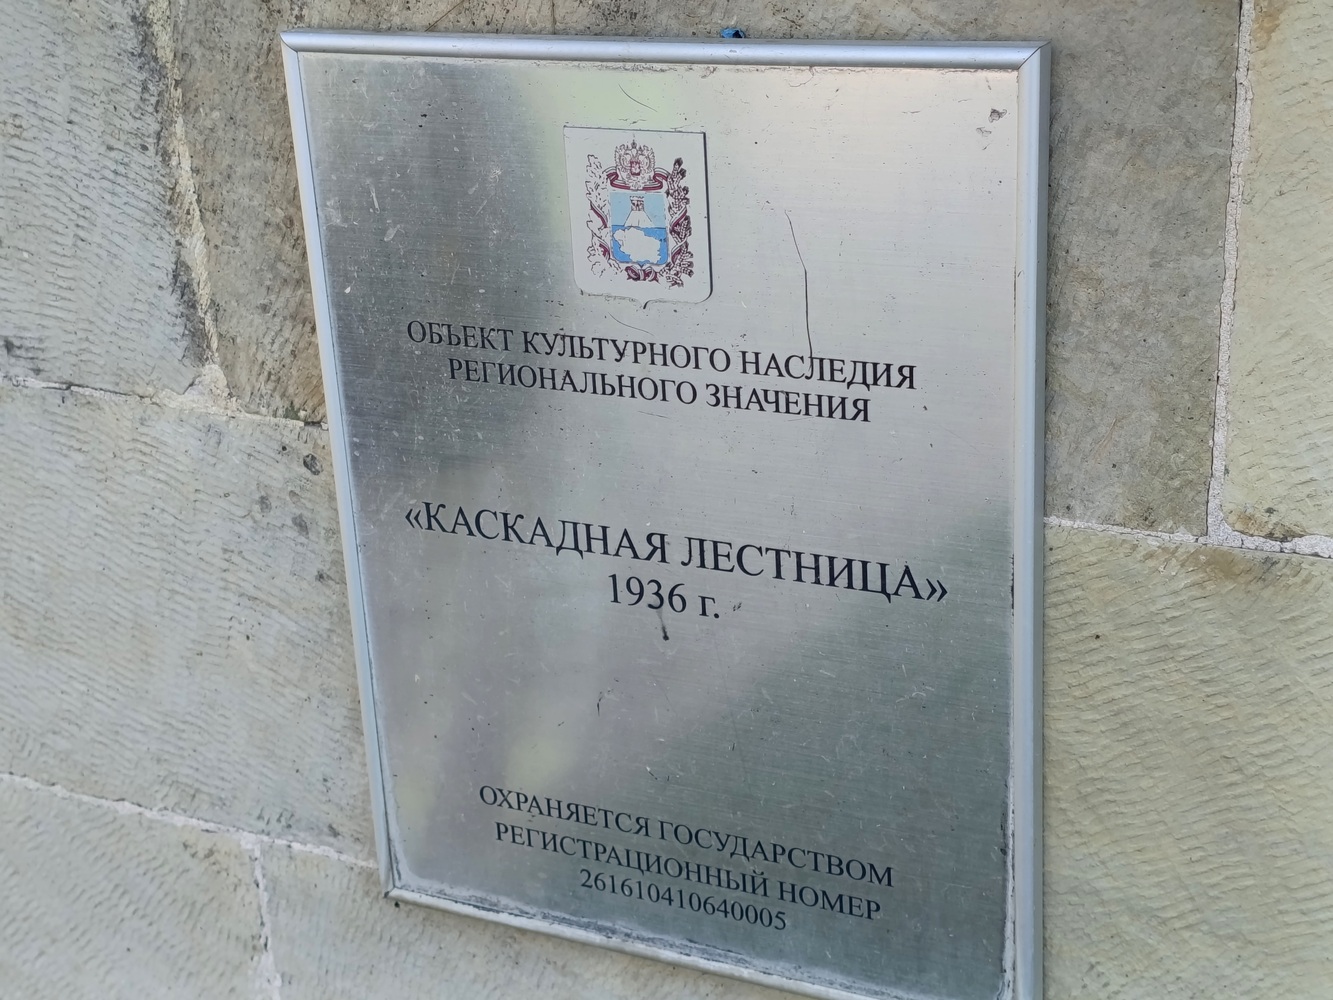 ОБЪЕКТ КУЛЬТУРНОГО НАСЛЕДИЯ
РЕГИОНАЛЬНОГО ЗНАЧЕНИЯ
«КАСКАДНАЯ ЛЕСТНИЦА»
1936 г.
ОХРАНЯЕТСЯ ГОСУДАРСТВОМ
РЕГИСТРАЦИОННЫЙ НОМЕР
261610410640005